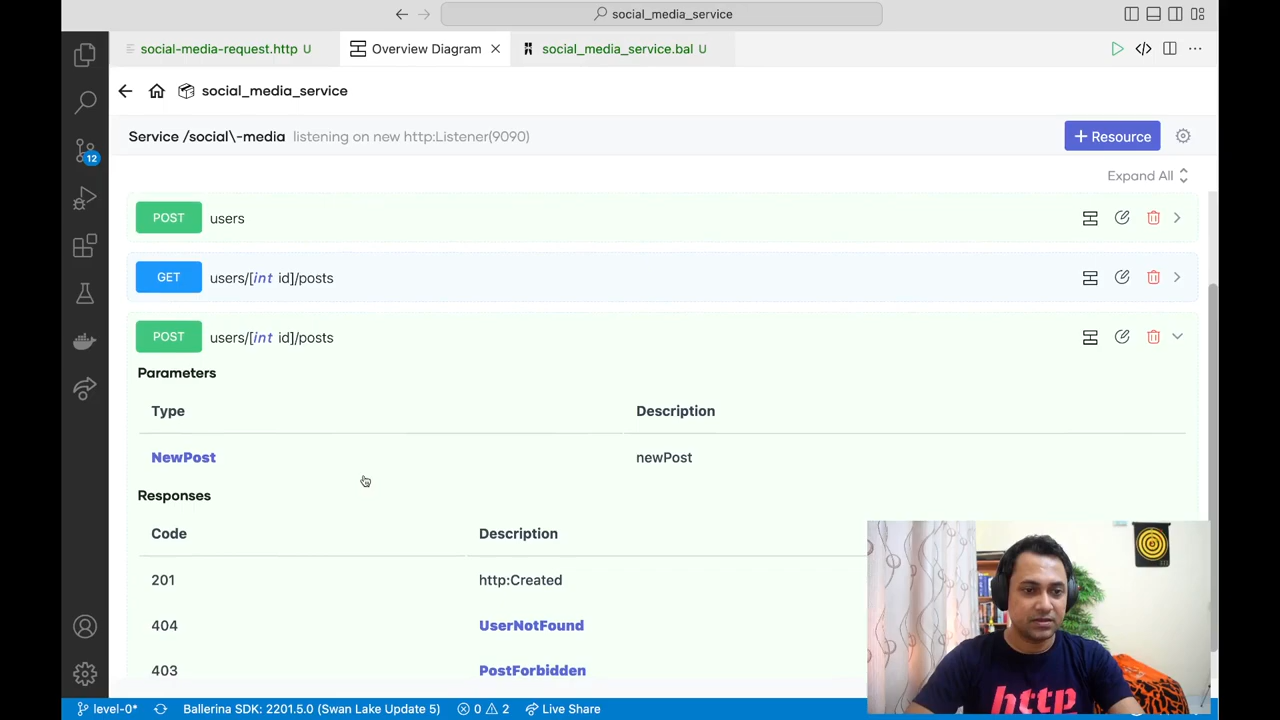 social_media_service
social-media-request.http U
Overview Diagram
social_media_service.bal U
social_media_service
Service /social\-media listening on new http:Listener(9090)
Resource
Expand All
POST users
GET users/[int id]/posts
POST users/[int id]/posts
Parameters
Type Description
NewPost newPost
Responses
Code Description
201 http:Created
404 UserNotFound
403 PostForbidden
12
http
level-0* Ballerina SDK: 2201.5.0 (Swan Lake Update 5) 0 2 Live Share